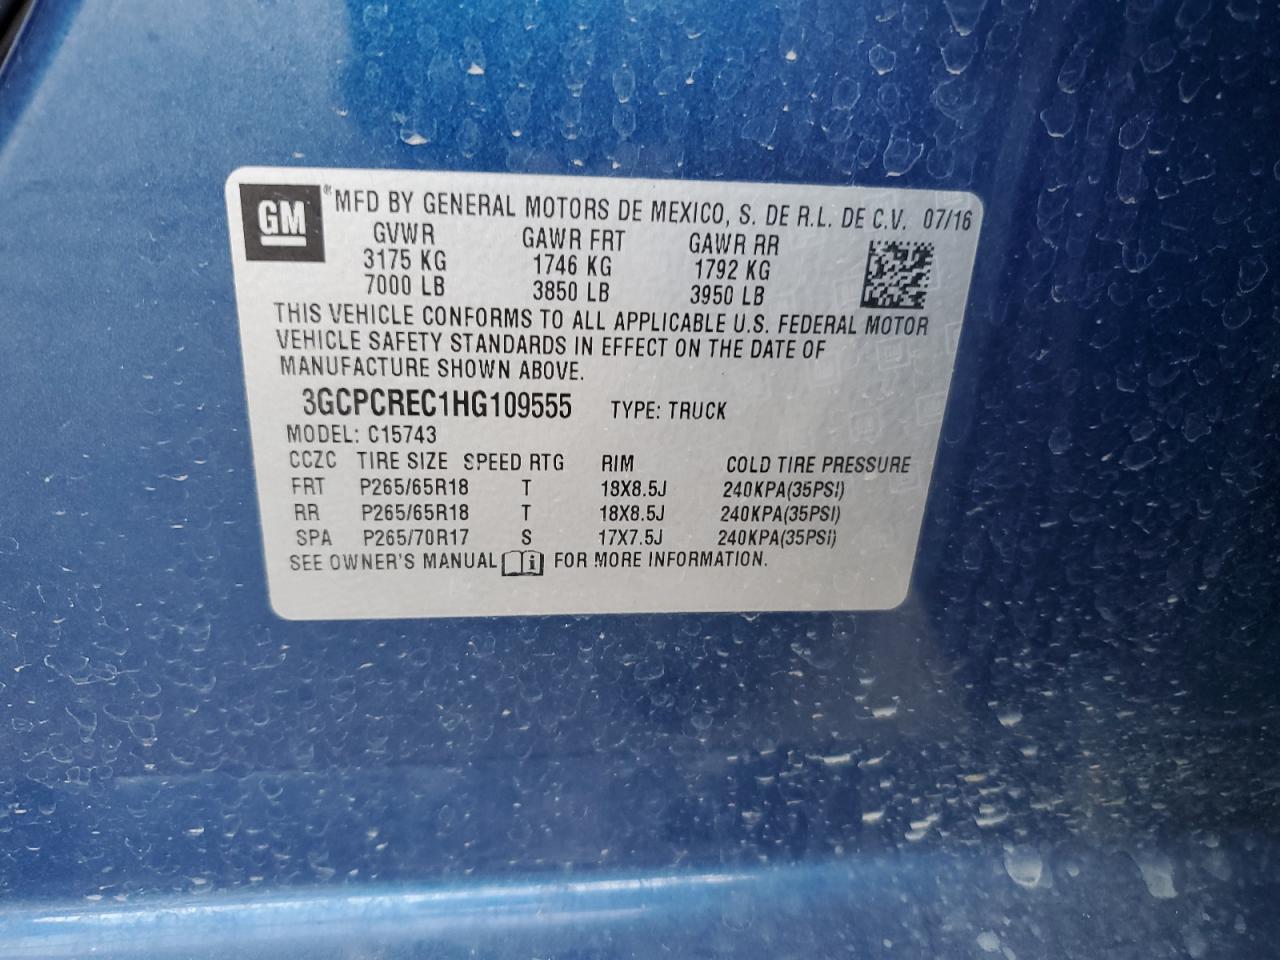 GM ® MFD BY GENERAL MOTORS DE MEXICO, S. DE R.L. DE C.V. 07/16
GVWR GAWR FRT GAWR RR
3175 KG 1746 KG 1792 KG
7000 LB 3850 LB 3950 LB
THIS VEHICLE CONFORMS TO ALL APPLICABLE U.S. FEDERAL MOTOR
VEHICLE SAFETY STANDARDS IN EFFECT ON THE DATE OF
MANUFACTURE SHOWN ABOVE.
3GCPCREC1HG109555 TYPE: TRUCK
MODEL: C15743
CCZC TIRE SIZE SPEED RTG RIM COLD TIRE PRESSURE
FRT P265/65R18 T 18X8.5J 240KPA(35PSI)
RR P265/65R18 T 18X8.5J 240KPA(35PSI)
SPA P265/70R17 S 17X7.5J 240KPA(35PSI)
SEE OWNER'S MANUAL i FOR MORE INFORMATION.